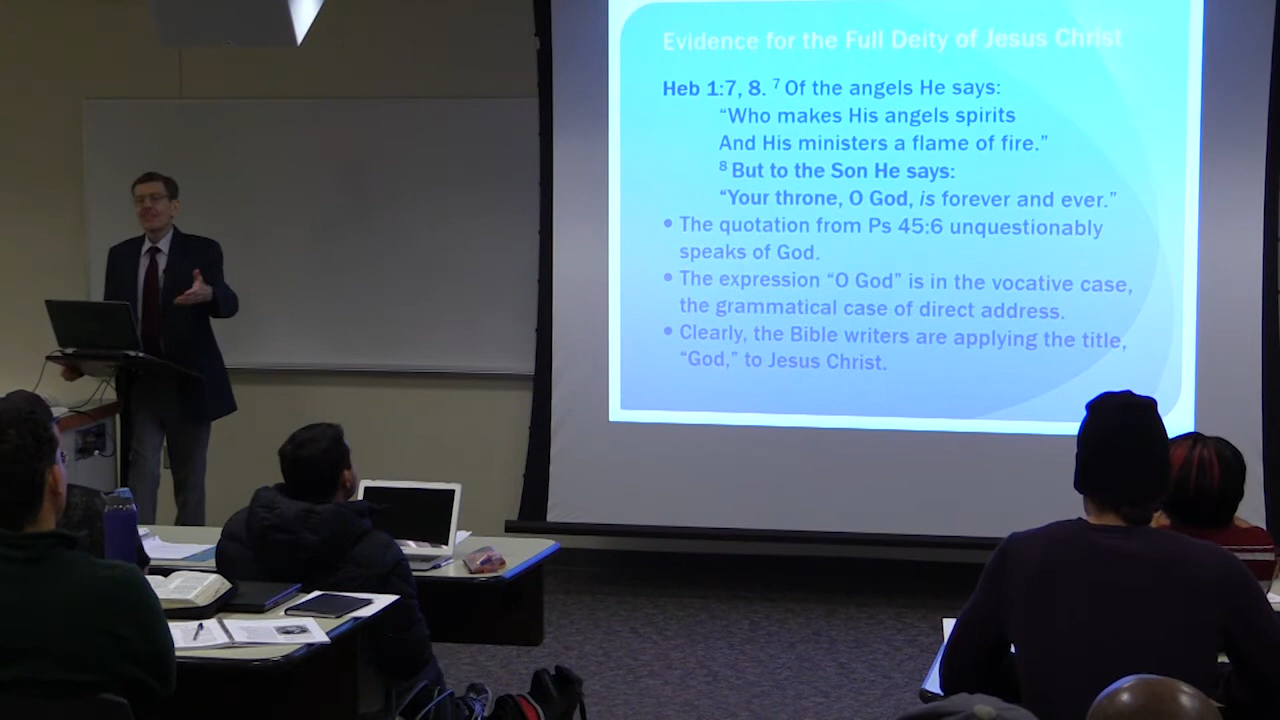 Evidence for the Full Deity of Jesus Christ
Heb 1:7, 8. ⁷ Of the angels He says:
“Who makes His angels spirits
And His ministers a flame of fire.”
⁸ But to the Son He says:
“Your throne, O God, is forever and ever.”
• The quotation from Ps 45:6 unquestionably
speaks of God.
• The expression “O God” is in the vocative case,
the grammatical case of direct address.
• Clearly, the Bible writers are applying the title,
“God,” to Jesus Christ.